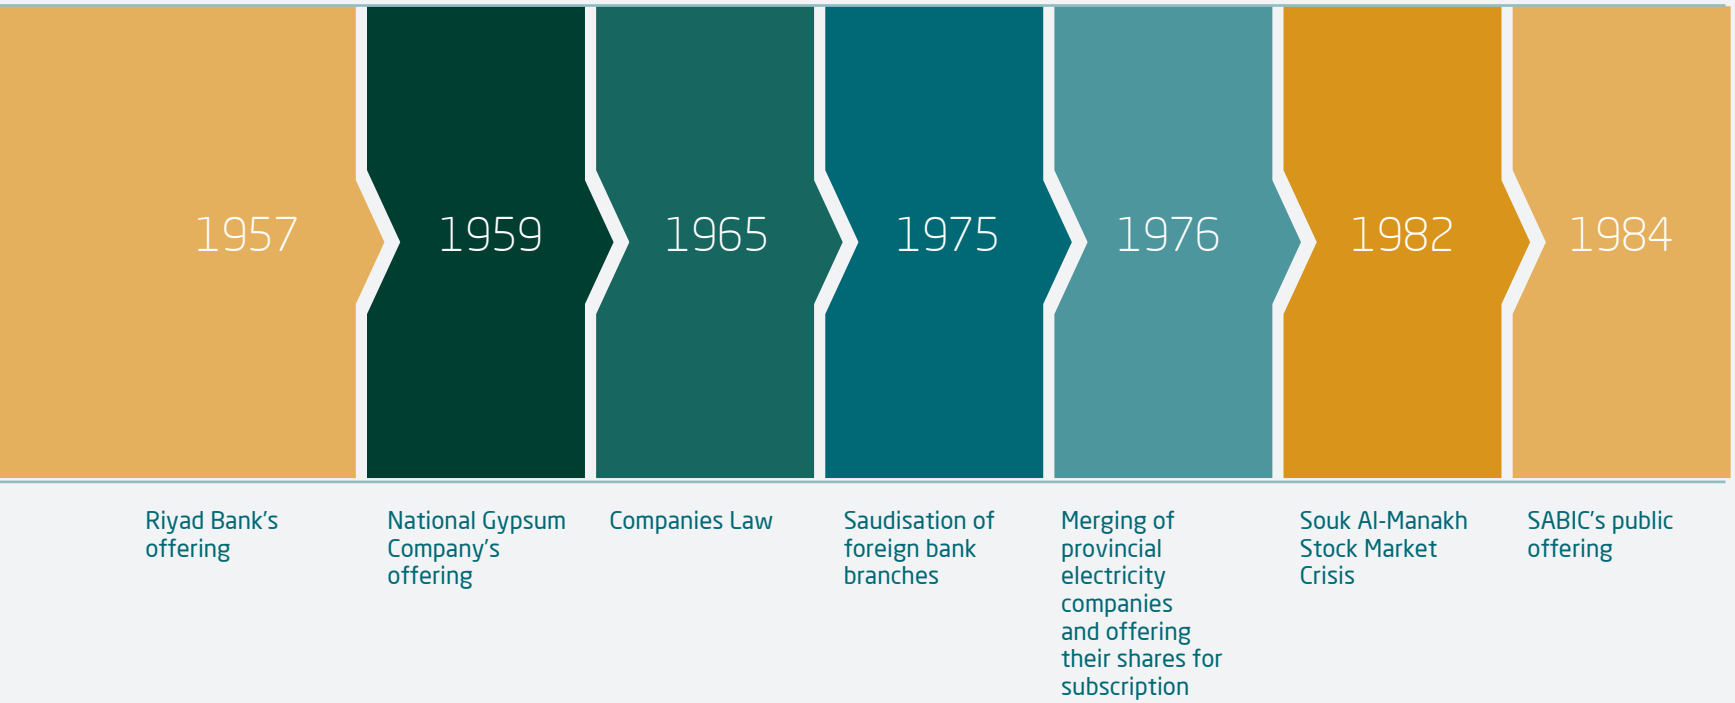 1957
1959
1965
1975
1976
1982
1984
Riyad Bank's
offering
National Gypsum
Company's
offering
Companies Law
Saudisation of
foreign bank
branches
Merging of
provincial
electricity
companies
and offering
their shares for
subscription
Souk Al-Manakh
Stock Market
Crisis
SABIC's public
offering